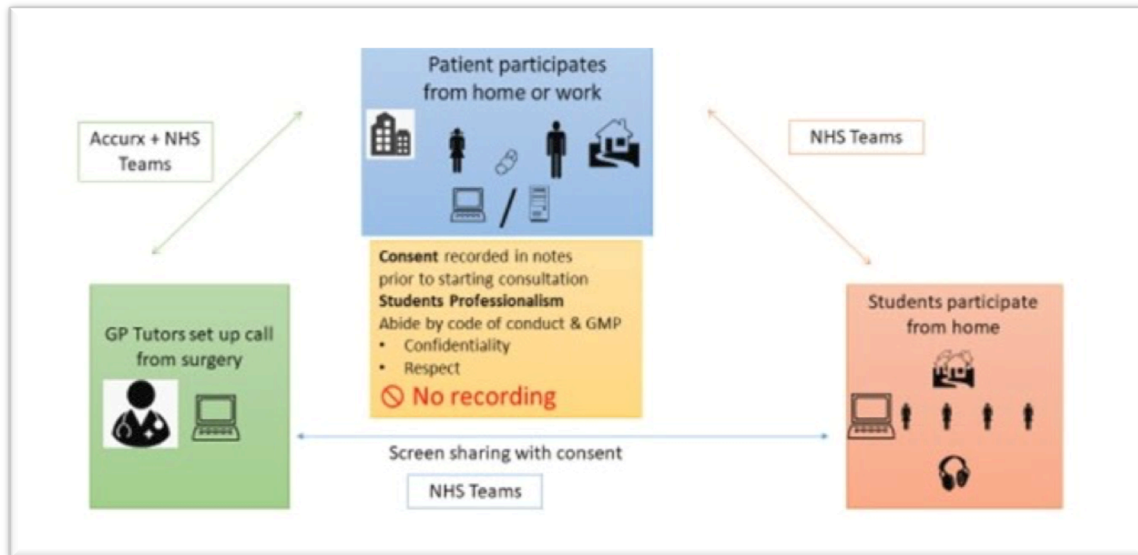 Patient participates
from home or work
Accurx + NHS
Teams
NHS Teams
Consent recorded in notes
prior to starting consultation
Students Professionalism
Abide by code of conduct & GMP
• Confidentiality
• Respect
No recording
GP Tutors set up call
from surgery
Students participate
from home
Screen sharing with consent
NHS Teams